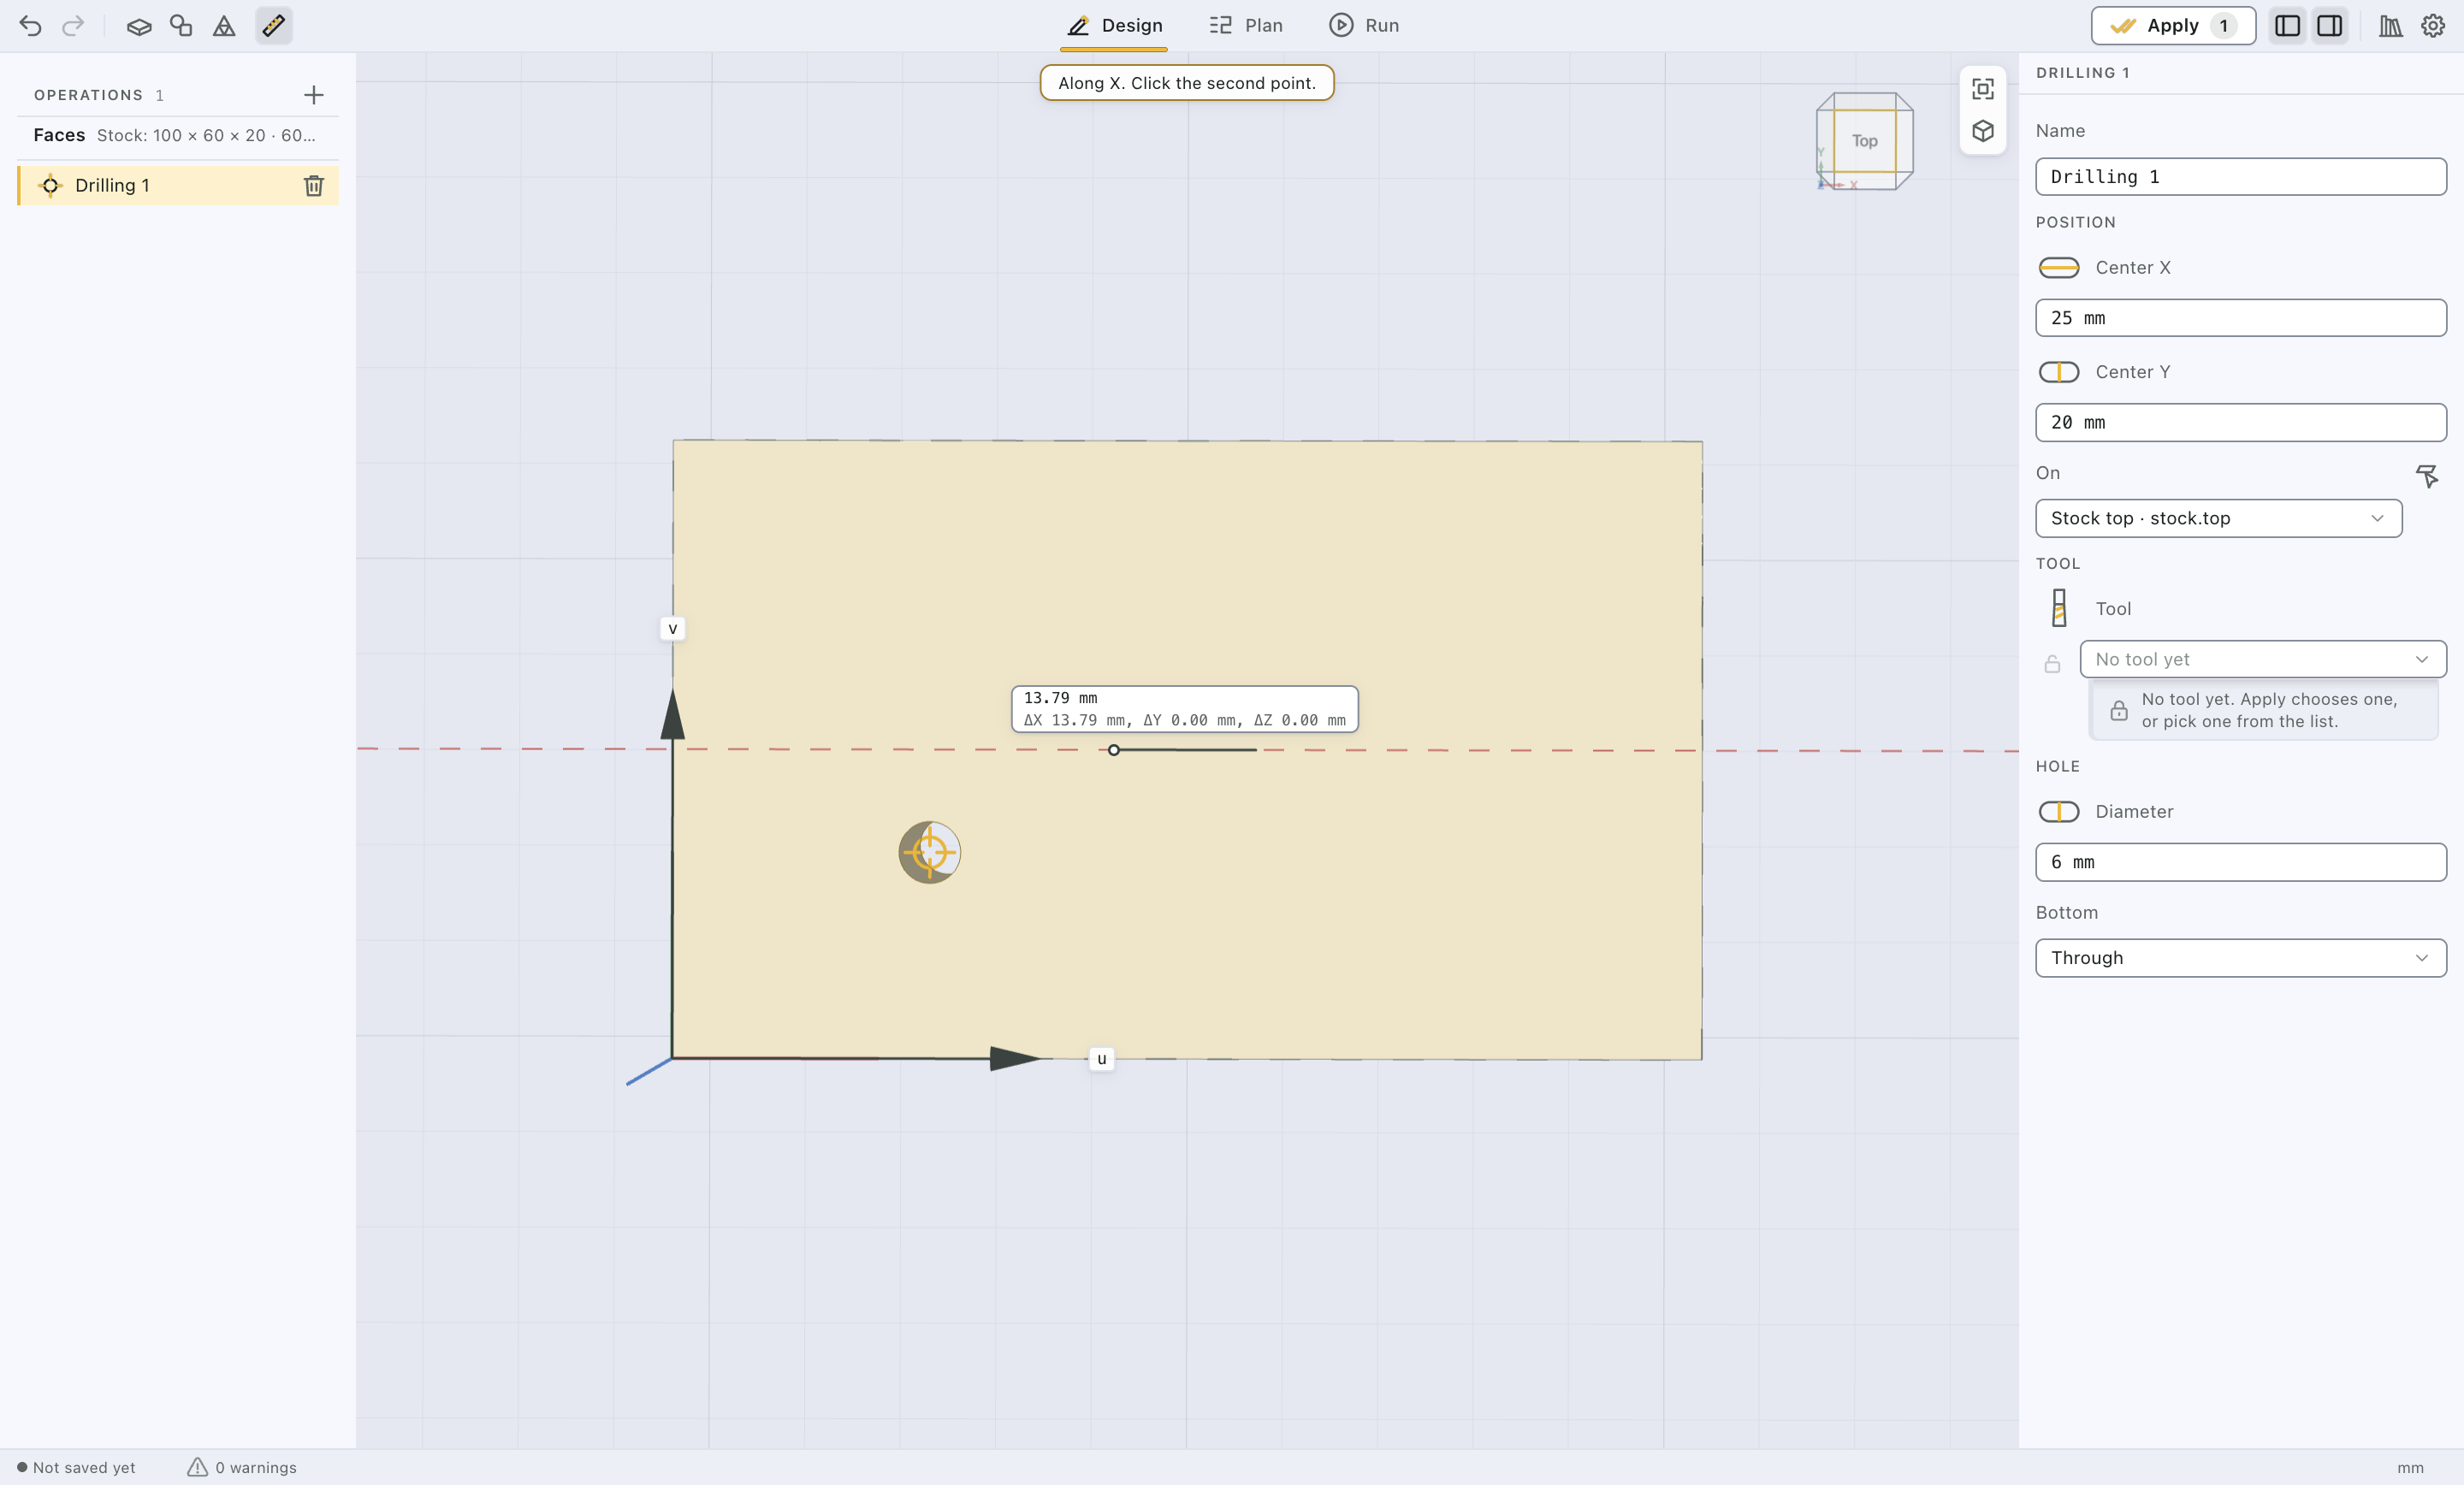 Design
Plan
Run
Apply 1
OPERATIONS 1
Faces Stock: 100 × 60 × 20 · 60...
Drilling 1
Along X. Click the second point.
Top
Y
X
v
13.79 mm
ΔX 13.79 mm, ΔY 0.00 mm, ΔZ 0.00 mm
u
DRILLING 1
Name
Drilling 1
POSITION
Center X
25 mm
Center Y
20 mm
On
Stock top · stock.top
TOOL
Tool
No tool yet
No tool yet. Apply chooses one,
or pick one from the list.
HOLE
Diameter
6 mm
Bottom
Through
Not saved yet
0 warnings
mm